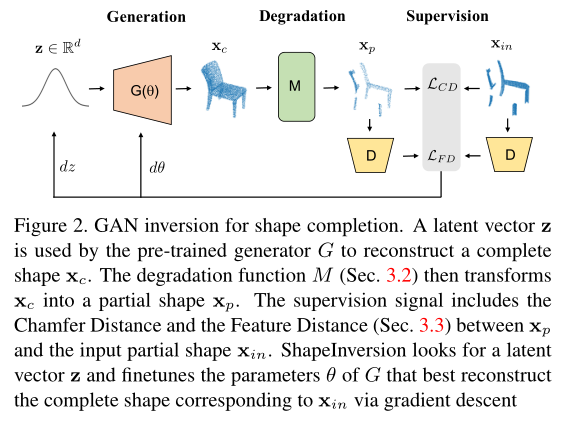 Generation Degradation Supervision
z ∈ ℝᵈ x_c x_p x_in
G(θ) M ℒ_CD
D ℒ_FD D
dz dθ
Figure 2. GAN inversion for shape completion. A latent vector z
is used by the pre-trained generator G to reconstruct a complete
shape x_c. The degradation function M (Sec. 3.2) then transforms
x_c into a partial shape x_p. The supervision signal includes the
Chamfer Distance and the Feature Distance (Sec. 3.3) between x_p
and the input partial shape x_in. ShapeInversion looks for a latent
vector z and finetunes the parameters θ of G that best reconstruct
the complete shape corresponding to x_in via gradient descent